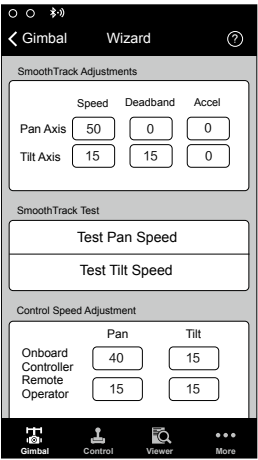 Gimbal Wizard ?
SmoothTrack Adjustments
Speed Deadband Accel
Pan Axis 50 0 0
Tilt Axis 15 15 0
SmoothTrack Test
Test Pan Speed
Test Tilt Speed
Control Speed Adjustment
Pan Tilt
Onboard
Controller 40 15
Remote
Operator 15 15
Gimbal Control Viewer More